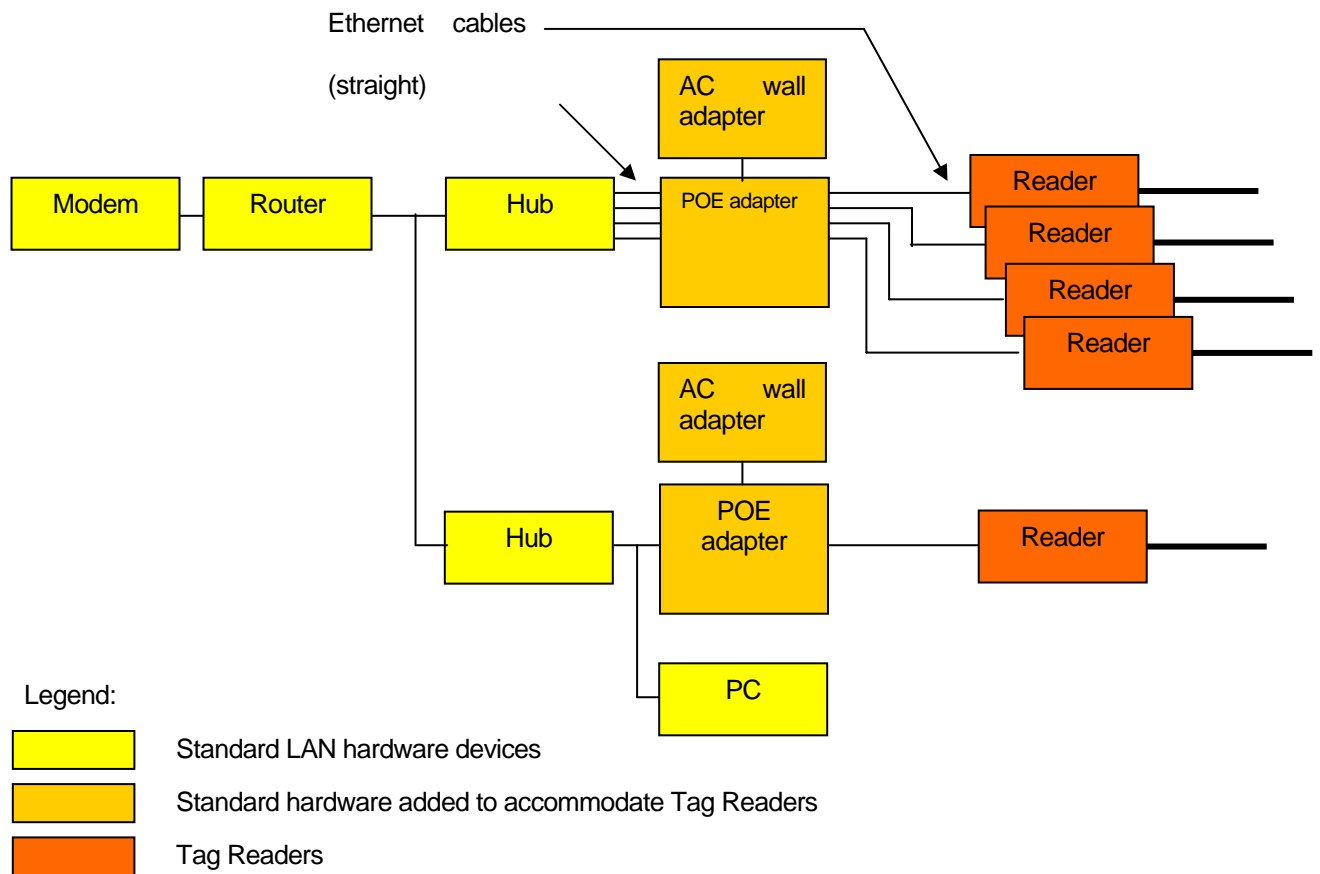 Ethernet cables
(straight)
AC wall
adapter
Modem
Router
Hub
POE adapter
Reader
Reader
Reader
Reader
AC wall
adapter
Hub
POE
adapter
Reader
PC
Legend:
Standard LAN hardware devices
Standard hardware added to accommodate Tag Readers
Tag Readers